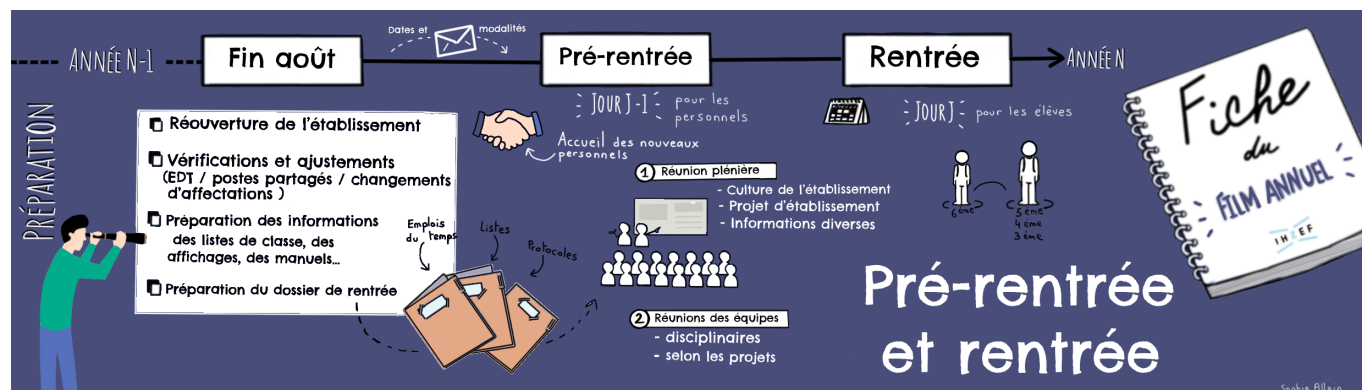 ANNÉE N-1
Fin août
Dates et modalités
Pré-rentrée
Rentrée
ANNÉE N
PRÉPARATION
Réouverture de l'établissement
Vérifications et ajustements
(EDT / postes partagés / changements
d'affectations )
Préparation des informations
des listes de classe, des
affichages, des manuels...
Préparation du dossier de rentrée
Emplois
du temps
Listes
Protocoles
JOUR J-1 pour les
personnels
Accueil des nouveaux
personnels
1 Réunion plénière
- Culture de l'établissement
- Projet d'établissement
- Informations diverses
2 Réunions des équipes
- disciplinaires
- selon les projets
JOUR J pour les élèves
6ème
5ème
4ème
3ème
Fiche
du
FILM ANNUEL
IH2EF
Pré-rentrée
et rentrée
Sophie Allain